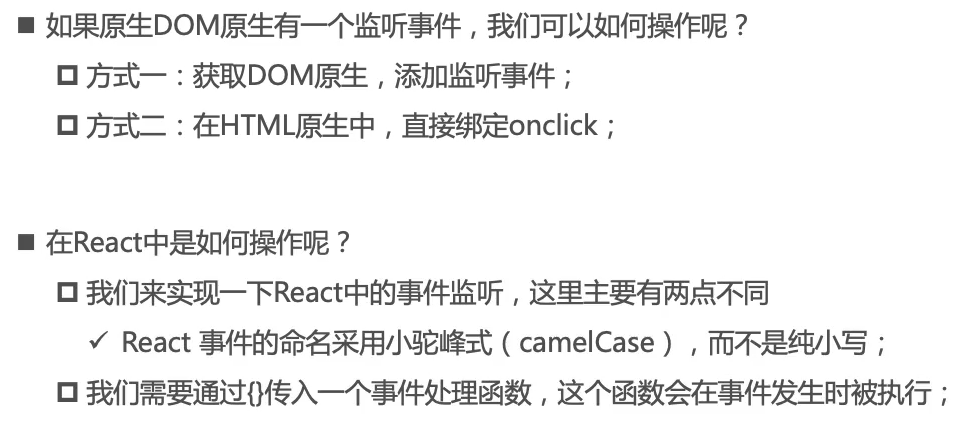 ■ 如果原生DOM原生有一个监听事件，我们可以如何操作呢？
方式一：获取DOM原生，添加监听事件；
方式二：在HTML原生中，直接绑定onclick；
■ 在React中是如何操作呢？
我们来实现一下React中的事件监听，这里主要有两点不同
✓ React 事件的命名采用小驼峰式（camelCase），而不是纯小写；
我们需要通过{}传入一个事件处理函数，这个函数会在事件发生时被执行；